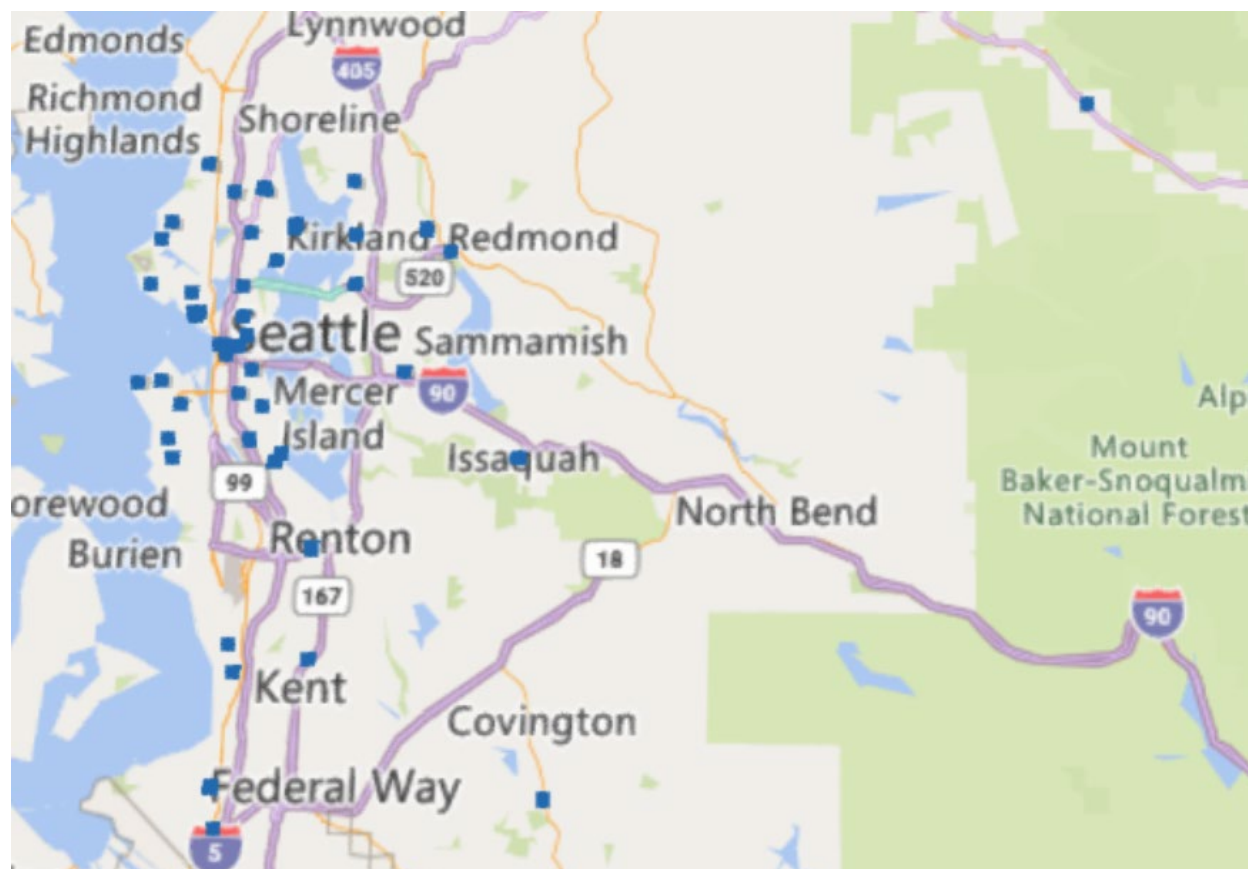 Lynnwood
Edmonds
405
Richmond
Highlands
Shoreline
Kirkland
Redmond
520
Seattle
Sammamish
90
Mercer
Island
Alp
Issaquah
Mount
Baker-Snoqualm
National Forest
99
orewood
North Bend
Burien
Renton
18
167
90
Kent
Covington
Federal Way
5